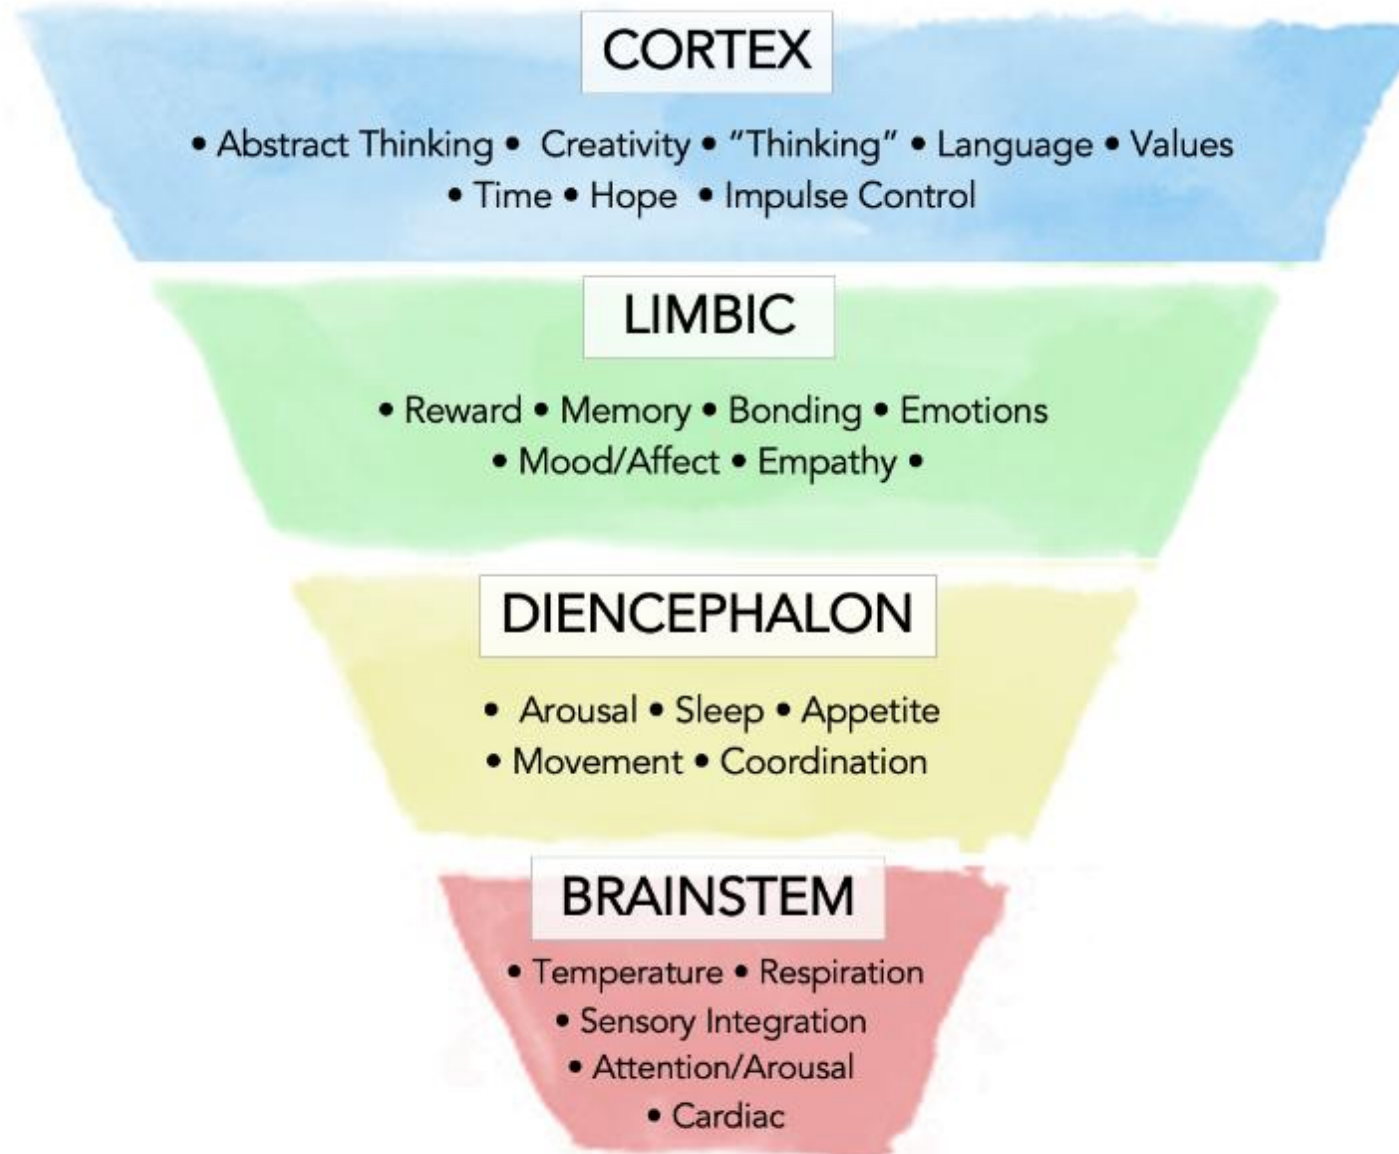 CORTEX
• Abstract Thinking • Creativity • “Thinking” • Language • Values
• Time • Hope • Impulse Control
LIMBIC
• Reward • Memory • Bonding • Emotions
• Mood/Affect • Empathy •
DIENCEPHALON
• Arousal • Sleep • Appetite
• Movement • Coordination
BRAINSTEM
• Temperature • Respiration
• Sensory Integration
• Attention/Arousal
• Cardiac